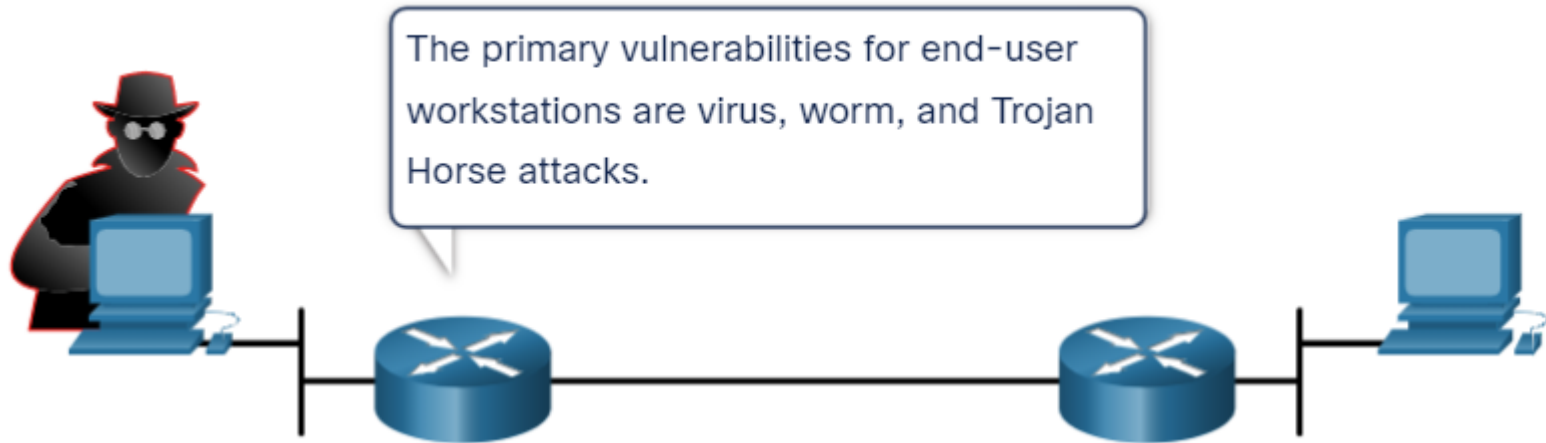 The primary vulnerabilities for end-user
workstations are virus, worm, and Trojan
Horse attacks.